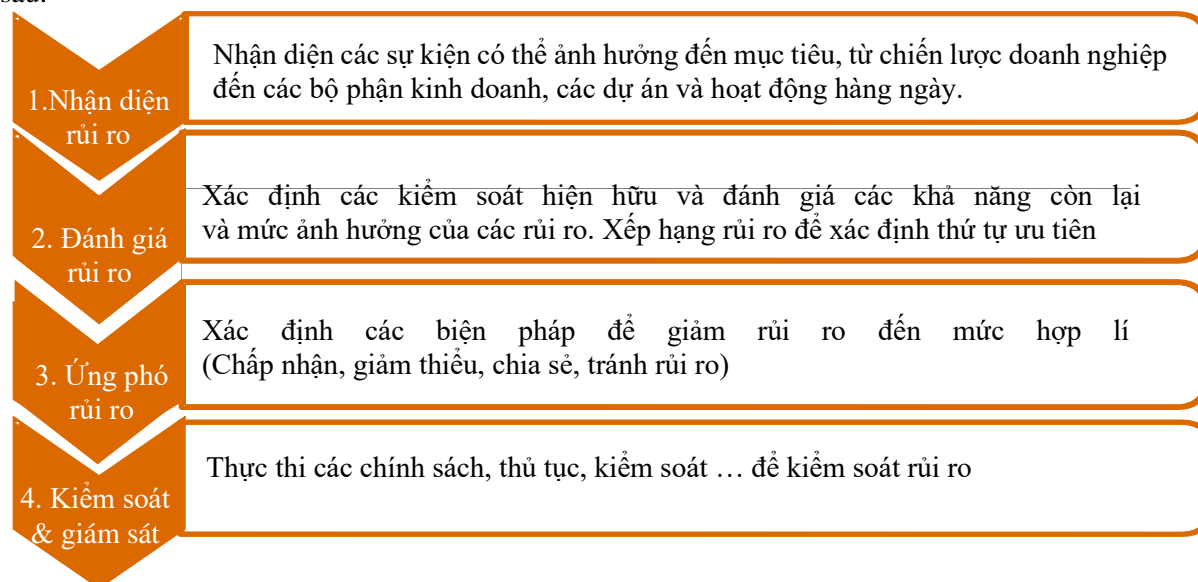 sau:
Nhận diện các sự kiện có thể ảnh hưởng đến mục tiêu, từ chiến lược doanh nghiệp
đến các bộ phận kinh doanh, các dự án và hoạt động hàng ngày.
1.Nhận diện
rủi ro
Xác định các kiểm soát hiện hữu và đánh giá các khả năng còn lại
và mức ảnh hưởng của các rủi ro. Xếp hạng rủi ro để xác định thứ tự ưu tiên
2. Đánh giá
rủi ro
Xác định các biện pháp để giảm rủi ro đến mức hợp lí
(Chấp nhận, giảm thiểu, chia sẻ, tránh rủi ro)
3. Ứng phó
rủi ro
Thực thi các chính sách, thủ tục, kiểm soát … để kiểm soát rủi ro
4. Kiểm soát
& giám sát